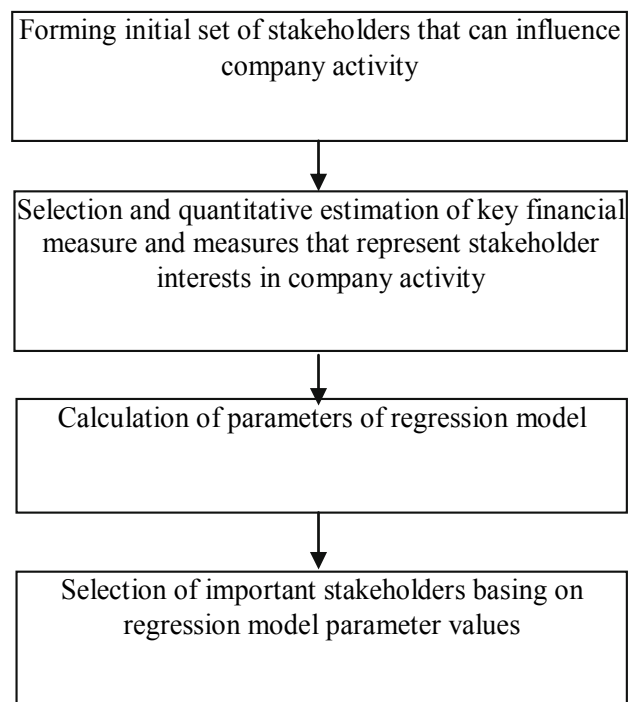 Forming initial set of stakeholders that can influence
company activity
Selection and quantitative estimation of key financial
measure and measures that represent stakeholder
interests in company activity
Calculation of parameters of regression model
Selection of important stakeholders basing on
regression model parameter values